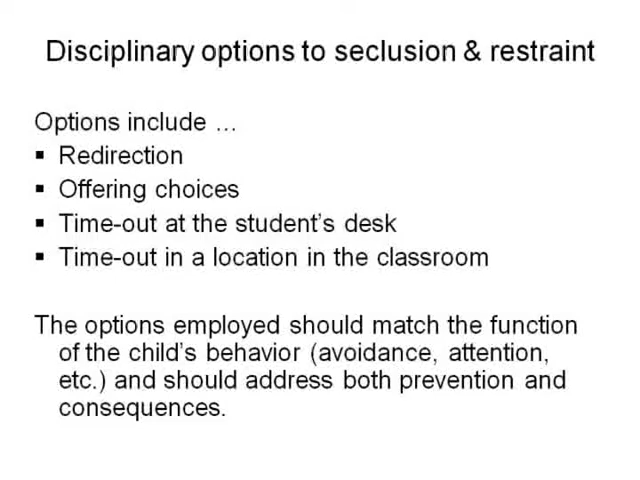 Disciplinary options to seclusion & restraint
Options include ...
▪ Redirection
▪ Offering choices
▪ Time-out at the student's desk
▪ Time-out in a location in the classroom
The options employed should match the function
of the child's behavior (avoidance, attention,
etc.) and should address both prevention and
consequences.